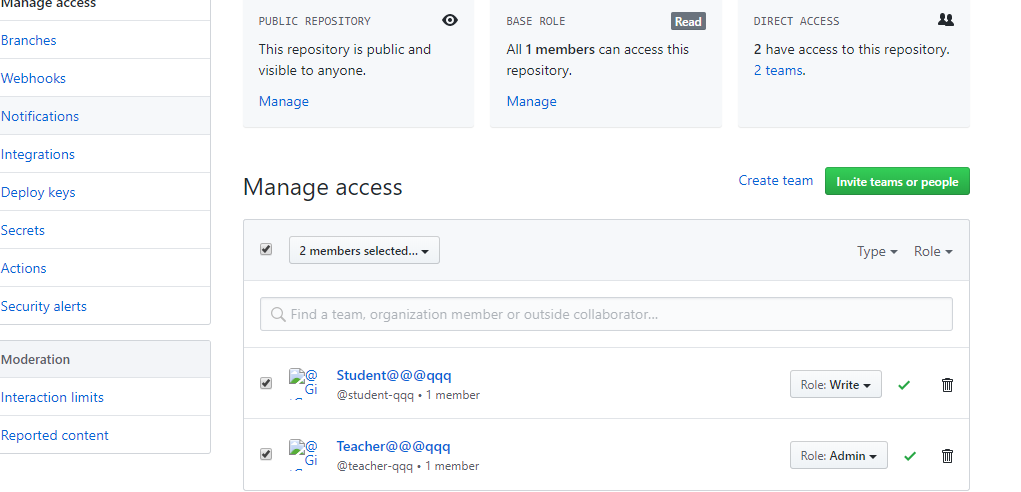 Manage access
Branches
Webhooks
Notifications
Integrations
Deploy keys
Secrets
Actions
Security alerts
Moderation
Interaction limits
Reported content
PUBLIC REPOSITORY
This repository is public and
visible to anyone.
Manage
BASE ROLE Read
All 1 members can access this
repository.
Manage
DIRECT ACCESS
2 have access to this repository.
2 teams.
Manage access
Create team Invite teams or people
2 members selected... Type Role
Find a team, organization member or outside collaborator...
@
Gi
Student@@@qqq
@student-qqq • 1 member
Role: Write
@
Gi
Teacher@@@qqq
@teacher-qqq • 1 member
Role: Admin